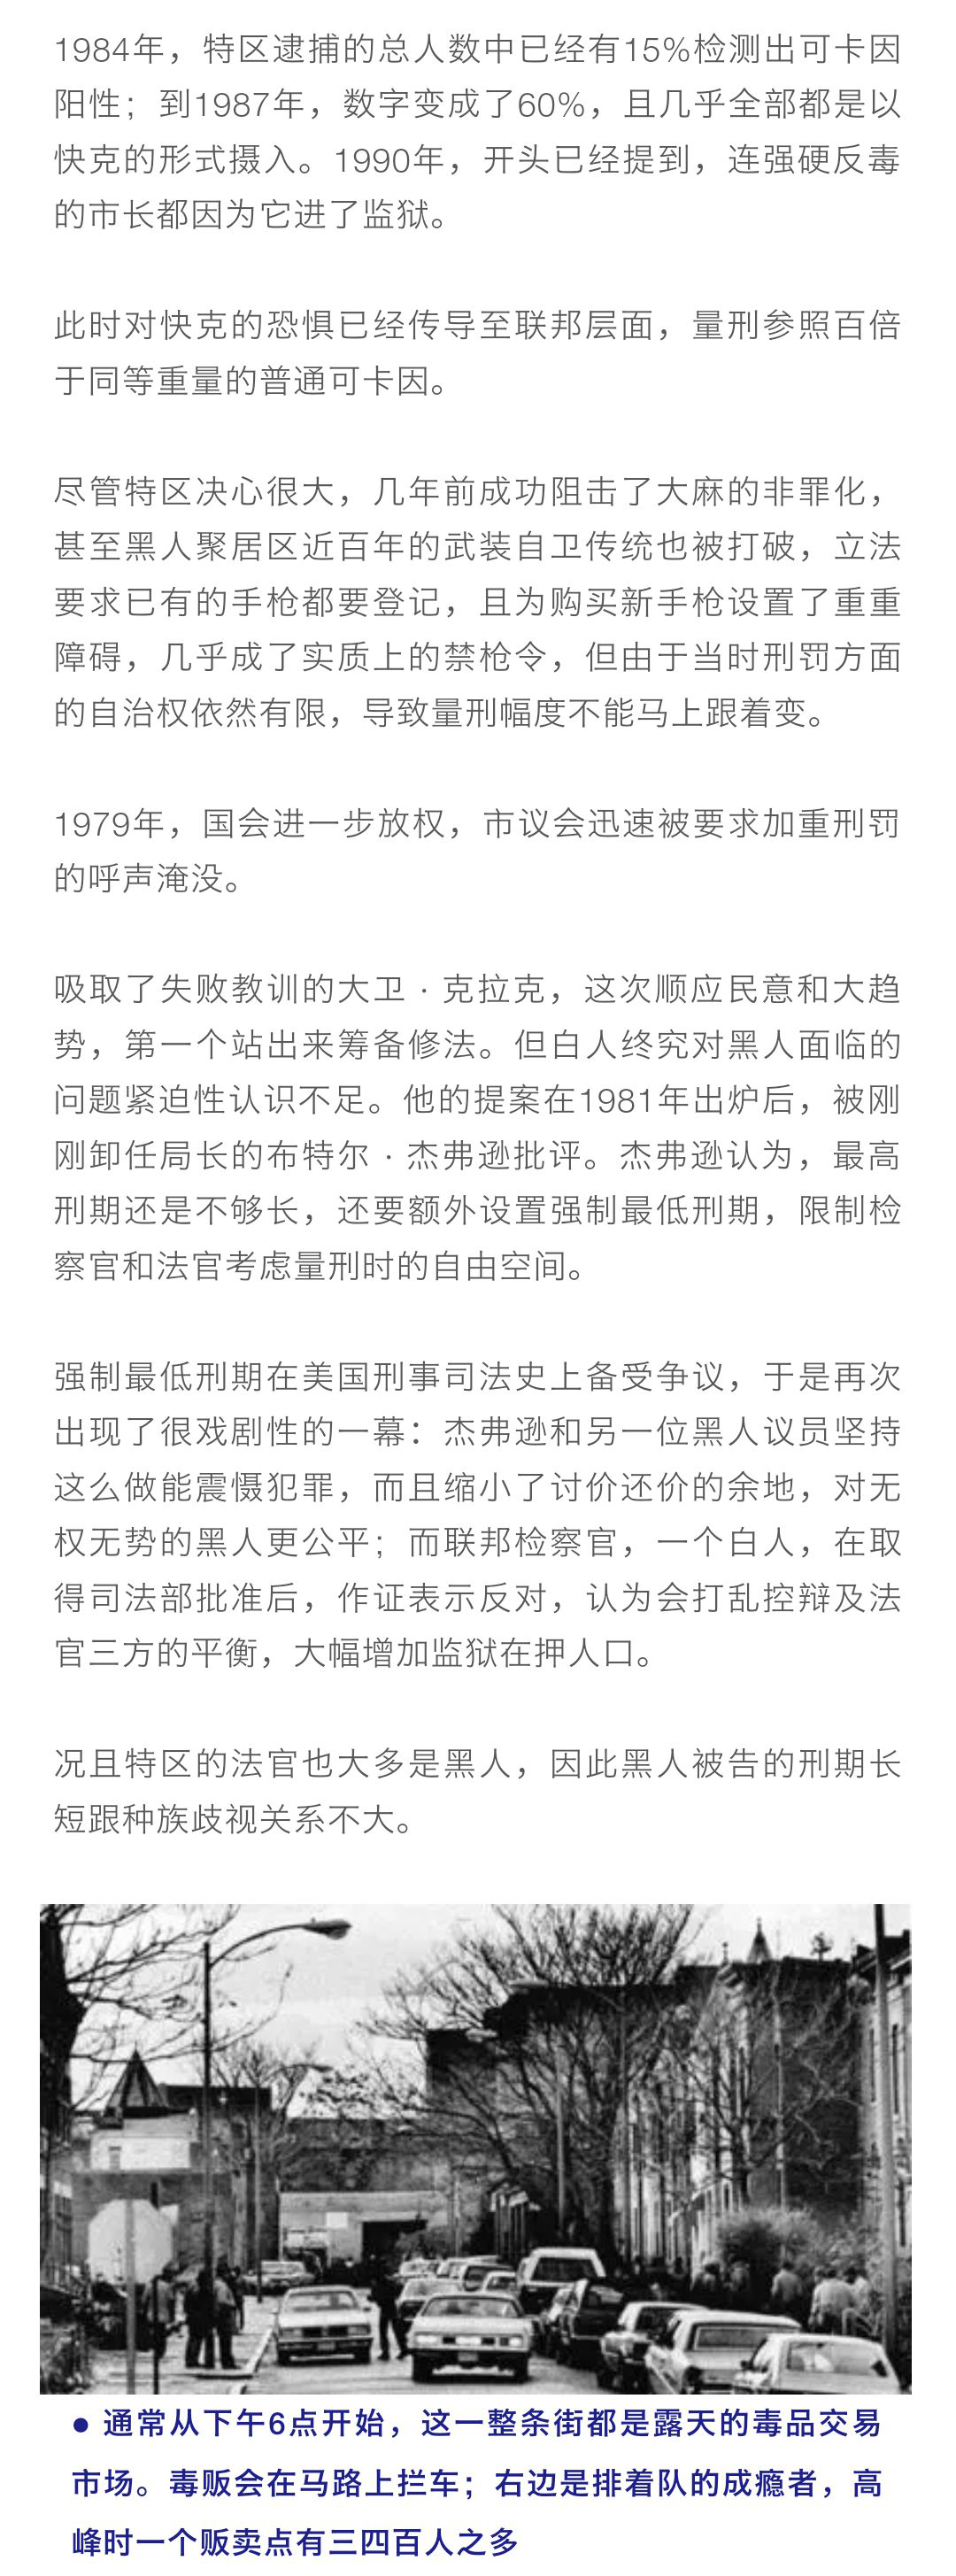 1984年，特区逮捕的总人数中已经有15%检测出可卡因
阳性；到1987年，数字变成了60%，且几乎全部都是以
快克的形式摄入。1990年，开头已经提到，连强硬反毒
的市长都因为它进了监狱。
此时对快克的恐惧已经传导至联邦层面，量刑参照百倍
于同等重量的普通可卡因。
尽管特区决心很大，几年前成功阻击了大麻的非罪化，
甚至黑人聚居区近百年的武装自卫传统也被打破，立法
要求已有的手枪都要登记，且为购买新手枪设置了重重
障碍，几乎成了实质上的禁枪令，但由于当时刑罚方面
的自治权依然有限，导致量刑幅度不能马上跟着变。
1979年，国会进一步放权，市议会迅速被要求加重刑罚
的呼声淹没。
吸取了失败教训的大卫 · 克拉克，这次顺应民意和大趋
势，第一个站出来筹备修法。但白人终究对黑人面临的
问题紧迫性认识不足。他的提案在1981年出炉后，被刚
刚卸任局长的布特尔 · 杰弗逊批评。杰弗逊认为，最高
刑期还是不够长，还要额外设置强制最低刑期，限制检
察官和法官考虑量刑时的自由空间。
强制最低刑期在美国刑事司法史上备受争议，于是再次
出现了很戏剧性的一幕：杰弗逊和另一位黑人议员坚持
这么做能震慑犯罪，而且缩小了讨价还价的余地，对无
权无势的黑人更公平；而联邦检察官，一个白人，在取
得司法部批准后，作证表示反对，认为会打乱控辩及法
官三方的平衡，大幅增加监狱在押人口。
况且特区的法官也大多是黑人，因此黑人被告的刑期长
短跟种族歧视关系不大。
● 通常从下午6点开始，这一整条街都是露天的毒品交易
市场。毒贩会在马路上拦车；右边是排着队的成瘾者，高
峰时一个贩卖点有三四百人之多